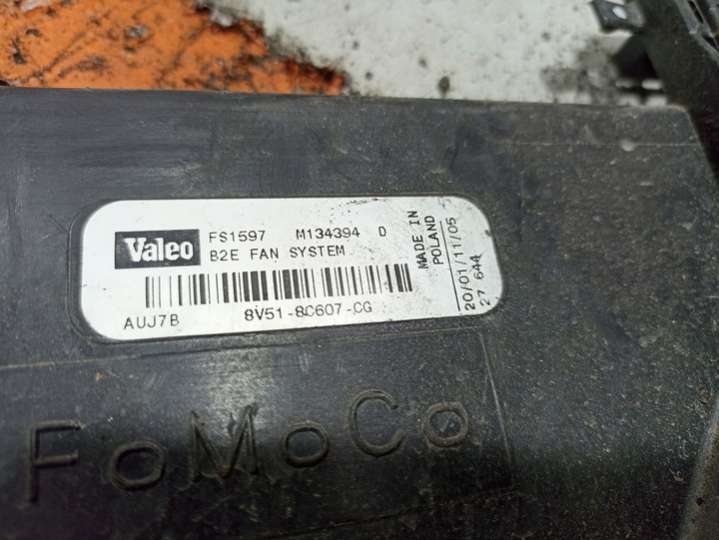 Valeo
FS1597 M134394 D
B2E FAN SYSTEM
MADE IN
POLAND
20/01/11/05
27 644
AUJ7B
8V51-8C607-CG
FoMoCo